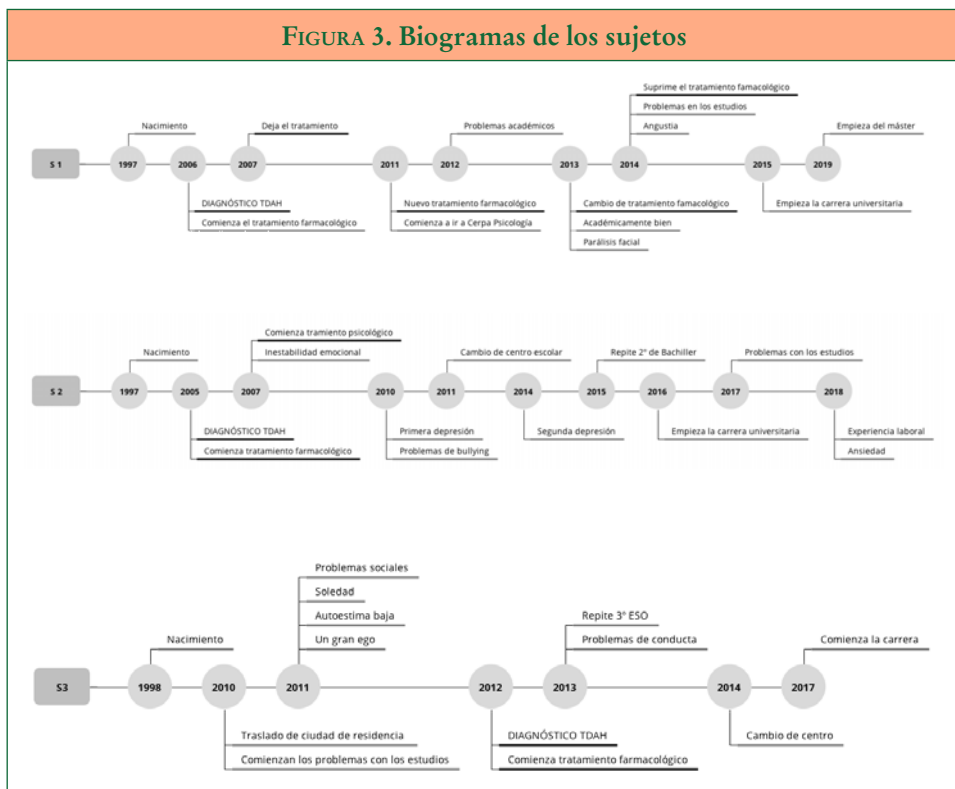 FIGURA 3. Biogramas de los sujetos
Suprime el tratamiento famacológico
Problemas en los estudios
Nacimiento
Deja el tratamiento
Problemas académicos
Angustia
Empieza del máster
S 1
1997
2006
2007
2011
2012
2013
2014
2015
2019
DIAGNÓSTICO TDAH
Comienza el tratamiento farmacológico
Nuevo tratamiento farmacológico
Comienza a ir a Cerpa Psicología
Cambio de tratamiento famacológico
Académicamente bien
Parálisis facial
Empieza la carrera universitaria
Comienza tramiento psicológico
Nacimiento
Inestabilidad emocional
Cambio de centro escolar
Repite 2º de Bachiller
Problemas con los estudios
S 2
1997
2005
2007
2010
2011
2014
2015
2016
2017
2018
DIAGNÓSTICO TDAH
Comienza tratamiento farmacológico
Primera depresión
Problemas de bullying
Segunda depresión
Empieza la carrera universitaria
Experiencia laboral
Ansiedad
Problemas sociales
Soledad
Autoestima baja
Un gran ego
Nacimiento
Repite 3º ESO
Problemas de conducta
Comienza la carrera
S3
1998
2010
2011
2012
2013
2014
2017
Traslado de ciudad de residencia
Comienzan los problemas con los estudios
DIAGNÓSTICO TDAH
Comienza tratamiento farmacológico
Cambio de centro